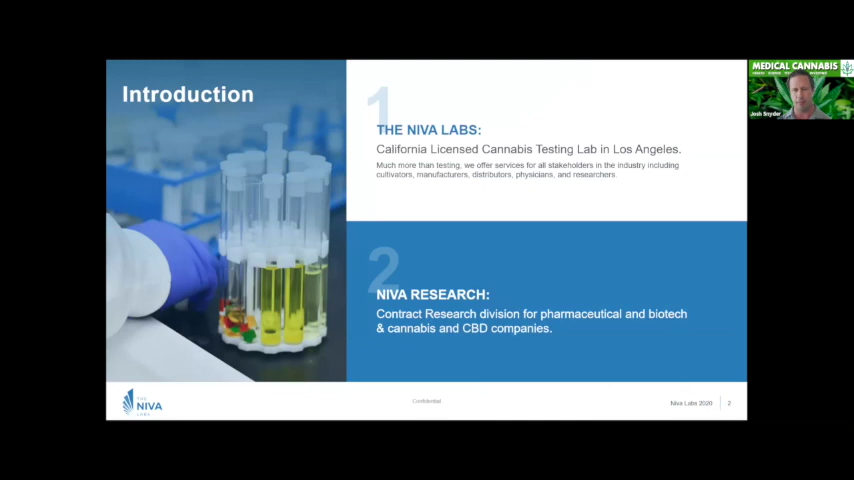 Introduction
1
THE NIVA LABS:
California Licensed Cannabis Testing Lab in Los Angeles.
Much more than testing, we offer services for all stakeholders in the industry including
cultivators, manufacturers, distributors, physicians, and researchers.
2
NIVA RESEARCH:
Contract Research division for pharmaceutical and biotech
& cannabis and CBD companies.
THE
NIVA
LABS
Confidential
Niva Labs 2020
2
MEDICAL CANNABIS
Josh Snyder